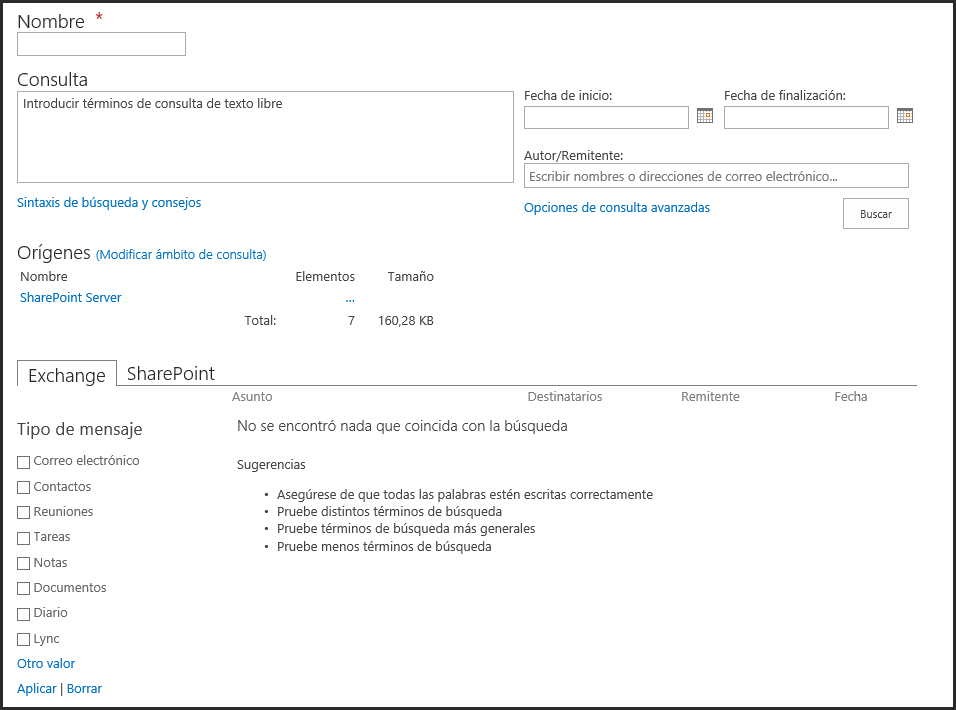 Nombre *
Consulta
Introducir términos de consulta de texto libre
Fecha de inicio:
Fecha de finalización:
Autor/Remitente:
Escribir nombres o direcciones de correo electrónico...
Sintaxis de búsqueda y consejos
Opciones de consulta avanzadas
Buscar
Orígenes (Modificar ámbito de consulta)
Nombre Elementos Tamaño
SharePoint Server ...
Total: 7 160,28 KB
Exchange SharePoint
Asunto Destinatarios Remitente Fecha
Tipo de mensaje
Correo electrónico
Contactos
Reuniones
Tareas
Notas
Documentos
Diario
Lync
Otro valor
Aplicar | Borrar
No se encontró nada que coincida con la búsqueda
Sugerencias
• Asegúrese de que todas las palabras estén escritas correctamente
• Pruebe distintos términos de búsqueda
• Pruebe términos de búsqueda más generales
• Pruebe menos términos de búsqueda